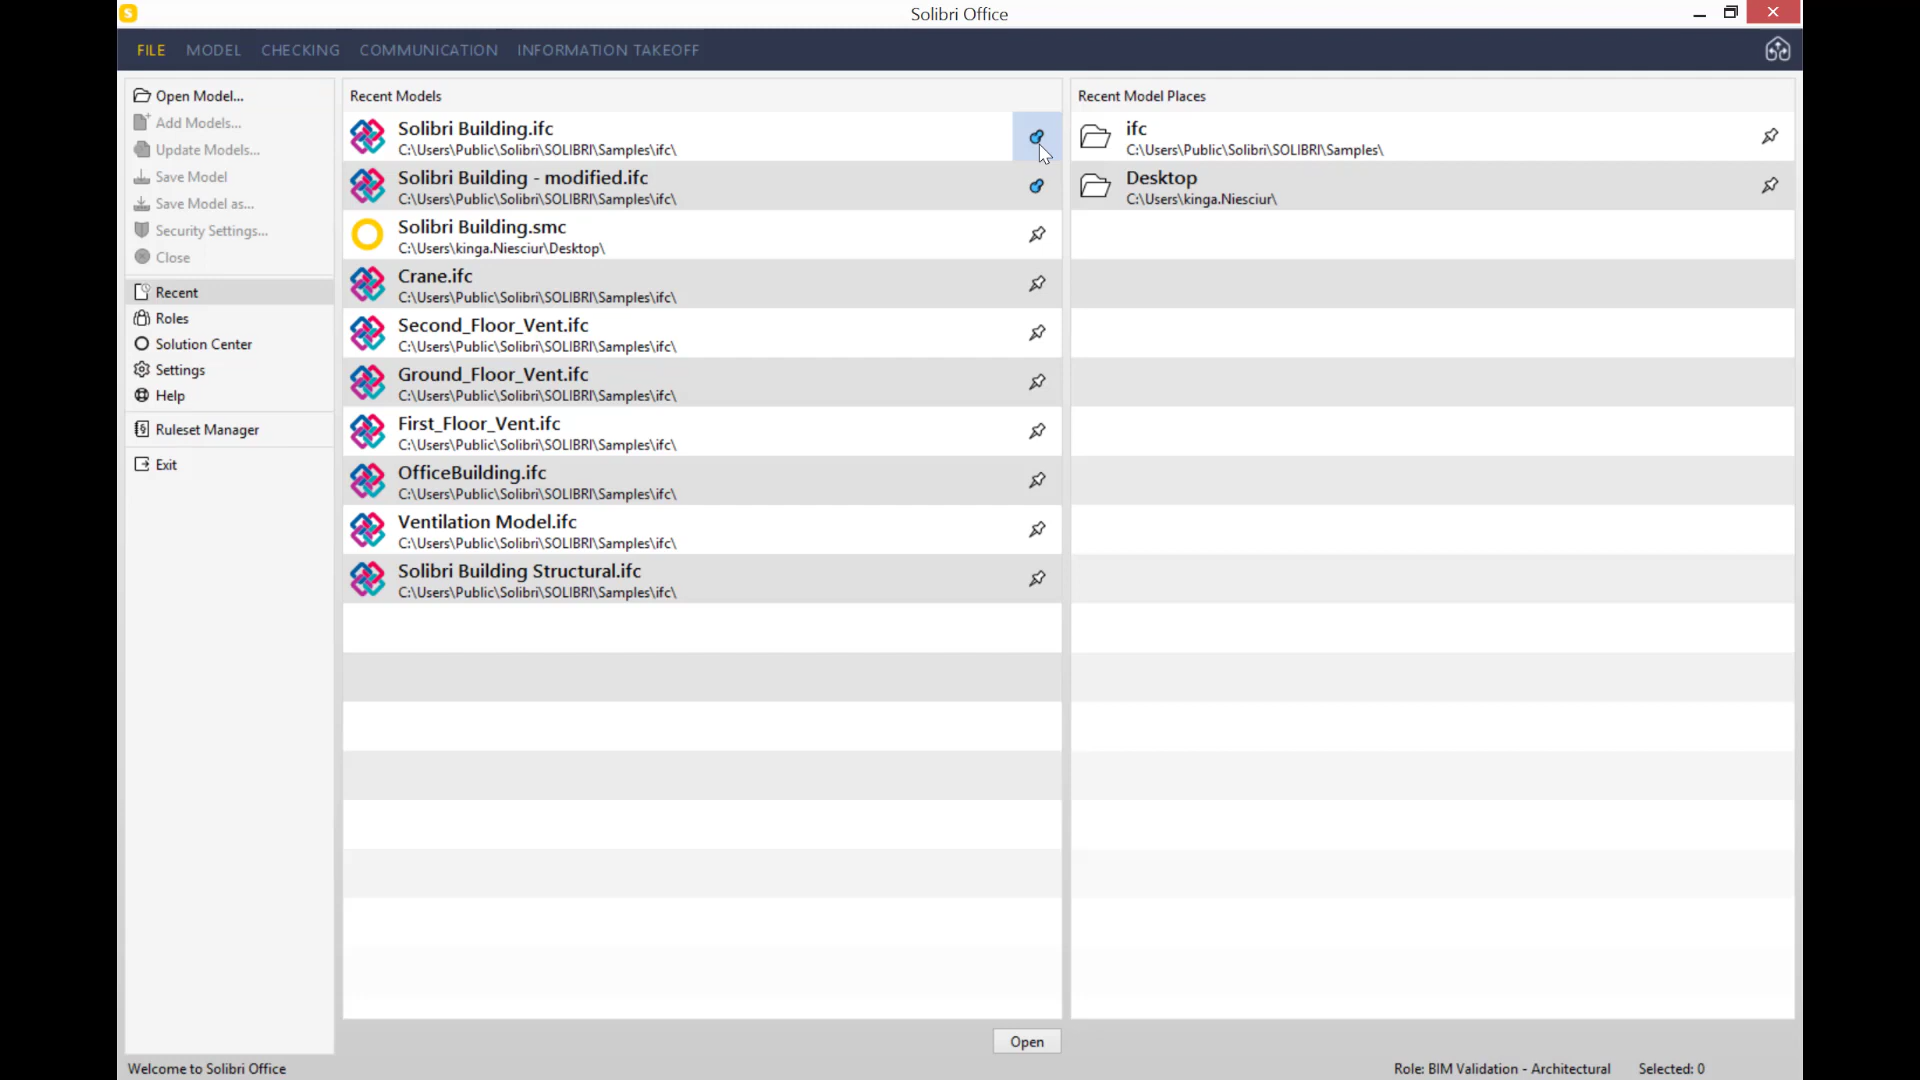 S
Solibri Office
FILE MODEL CHECKING COMMUNICATION INFORMATION TAKEOFF
Open Model...
Add Models...
Update Models...
Save Model
Save Model as...
Security Settings...
Close
Recent
Roles
Solution Center
Settings
Help
Ruleset Manager
Exit
Recent Models
Solibri Building.ifc
C:\Users\Public\Solibri\SOLIBRI\Samples\ifc\
Solibri Building - modified.ifc
C:\Users\Public\Solibri\SOLIBRI\Samples\ifc\
Solibri Building.smc
C:\Users\kinga.Niesciur\Desktop\
Crane.ifc
C:\Users\Public\Solibri\SOLIBRI\Samples\ifc\
Second_Floor_Vent.ifc
C:\Users\Public\Solibri\SOLIBRI\Samples\ifc\
Ground_Floor_Vent.ifc
C:\Users\Public\Solibri\SOLIBRI\Samples\ifc\
First_Floor_Vent.ifc
C:\Users\Public\Solibri\SOLIBRI\Samples\ifc\
OfficeBuilding.ifc
C:\Users\Public\Solibri\SOLIBRI\Samples\ifc\
Ventilation Model.ifc
C:\Users\Public\Solibri\SOLIBRI\Samples\ifc\
Solibri Building Structural.ifc
C:\Users\Public\Solibri\SOLIBRI\Samples\ifc\
Open
Recent Model Places
ifc
C:\Users\Public\Solibri\SOLIBRI\Samples\
Desktop
C:\Users\kinga.Niesciur\
Welcome to Solibri Office
Role: BIM Validation - Architectural Selected: 0